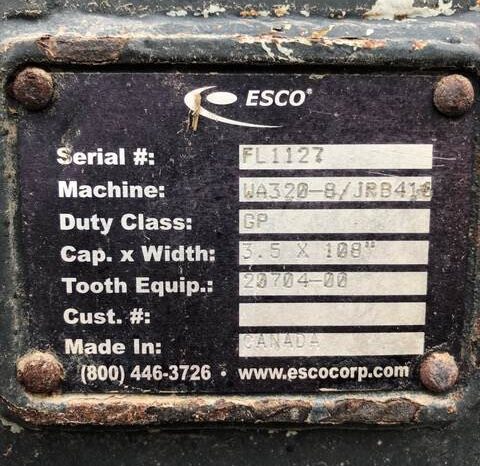 ESCO®
Serial #: FL1127
Machine: WA320-8/JRB416
Duty Class: GP
Cap. x Width: 3.5 X 108"
Tooth Equip.: 20704-00
Cust. #:
Made In: CANADA
(800) 446-3726 • www.escocorp.com